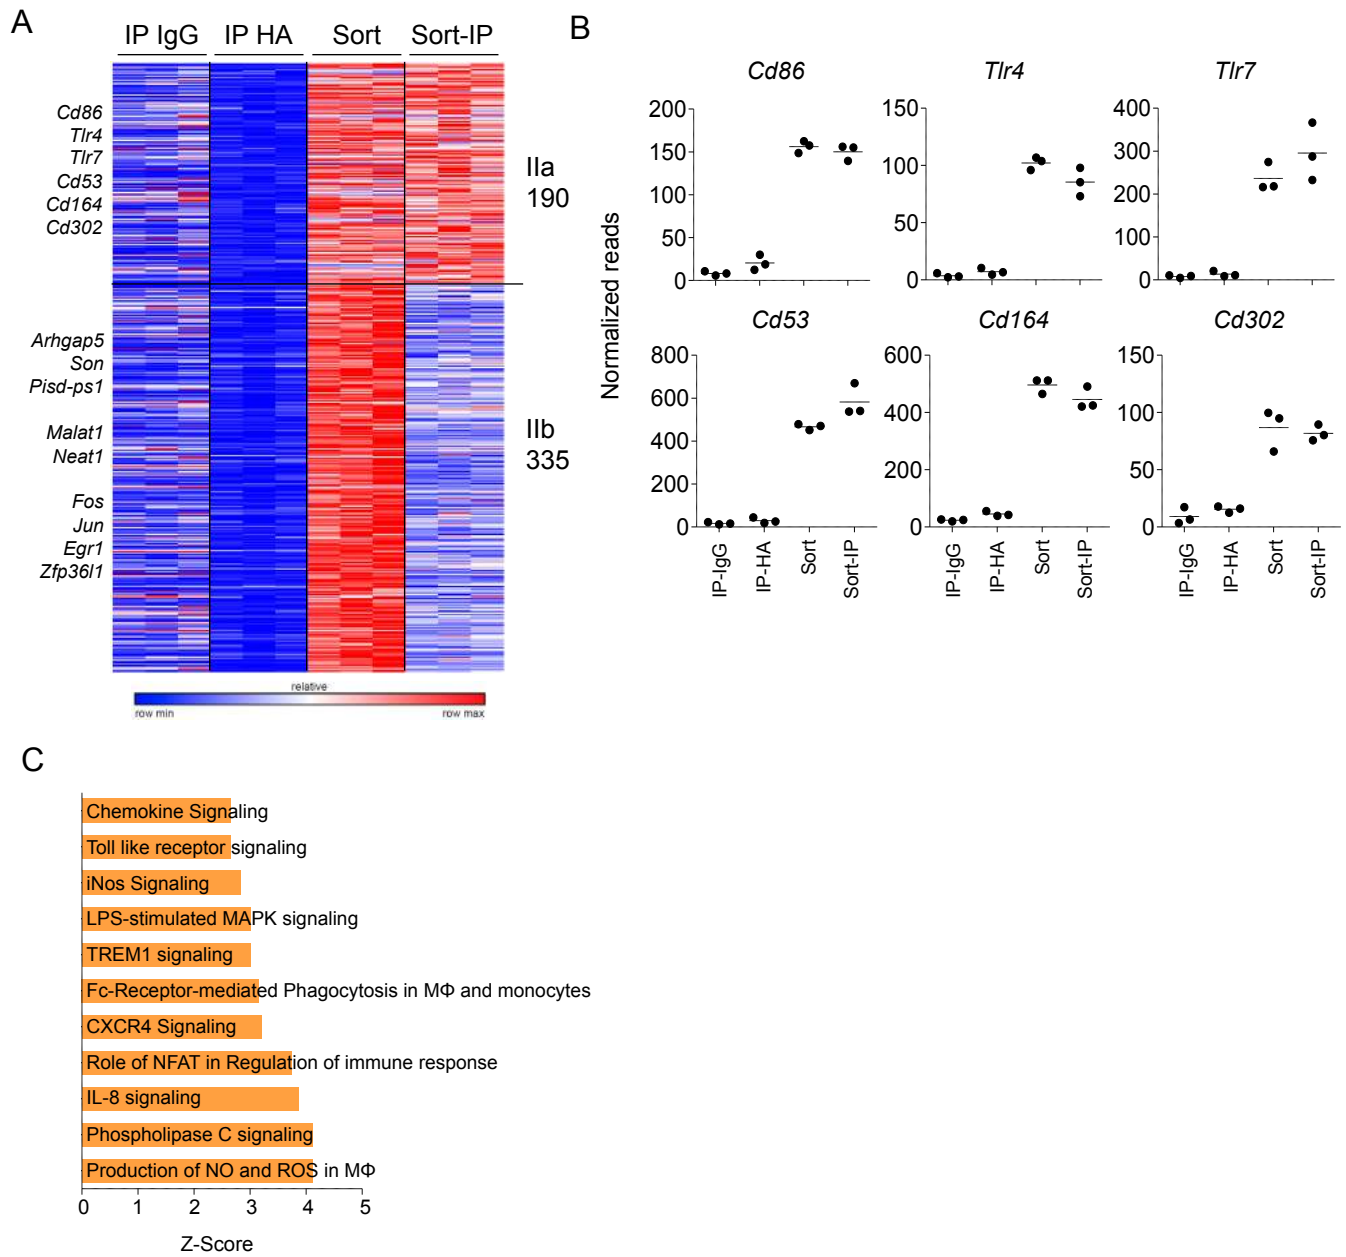 A
IP IgG IP HA Sort Sort-IP
Cd86
Tlr4
Tlr7
Cd53
Cd164
Cd302
IIa
190
Arhgap5
Son
Pisd-ps1
Malat1
Neat1
Fos
Jun
Egr1
Zfp36l1
IIb
335
relative
row min row max
B
Normalized reads
Cd86
200
150
100
50
0
Tlr4
150
100
50
0
Tlr7
400
300
200
100
0
Cd53
800
600
400
200
0
IP-IgG
IP-HA
Sort
Sort-IP
Cd164
600
400
200
0
IP-IgG
IP-HA
Sort
Sort-IP
Cd302
150
100
50
0
IP-IgG
IP-HA
Sort
Sort-IP
C
Chemokine Signaling
Toll like receptor signaling
iNos Signaling
LPS-stimulated MAPK signaling
TREM1 signaling
Fc-Receptor-mediated Phagocytosis in MΦ and monocytes
CXCR4 Signaling
Role of NFAT in Regulation of immune response
IL-8 signaling
Phospholipase C signaling
Production of NO and ROS in MΦ
0 1 2 3 4 5
Z-Score